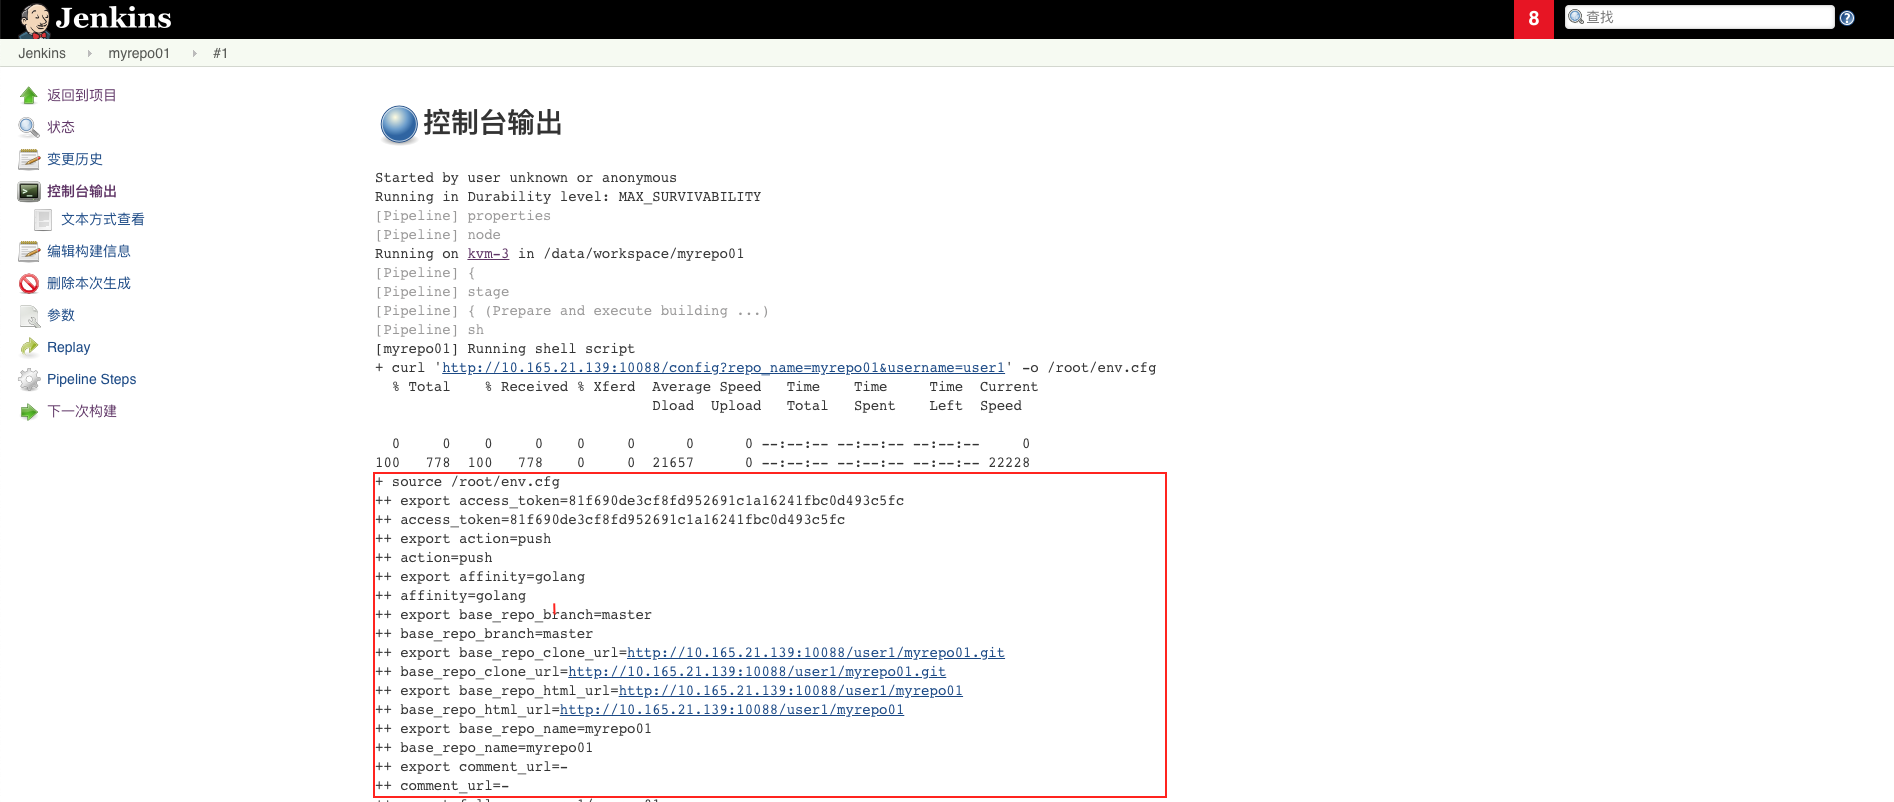 Jenkins
8
查找
Jenkins
myrepo01
#1
返回到项目
状态
变更历史
控制台输出
文本方式查看
编辑构建信息
删除本次生成
参数
Replay
Pipeline Steps
下一次构建
控制台输出
Started by user unknown or anonymous
Running in Durability level: MAX_SURVIVABILITY
[Pipeline] properties
[Pipeline] node
Running on kvm-3 in /data/workspace/myrepo01
[Pipeline] {
[Pipeline] stage
[Pipeline] { (Prepare and execute building ...)
[Pipeline] sh
[myrepo01] Running shell script
+ curl 'http://10.165.21.139:10088/config?repo_name=myrepo01&username=user1' -o /root/env.cfg
% Total % Received % Xferd Average Speed Time Time Time Current
Dload Upload Total Spent Left Speed
0 0 0 0 0 0 0 0 --:--:-- --:--:-- --:--:-- 0
100 778 100 778 0 0 21657 0 --:--:-- --:--:-- --:--:-- 22228
+ source /root/env.cfg
++ export access_token=81f690de3cf8fd952691c1a16241fbc0d493c5fc
++ access_token=81f690de3cf8fd952691c1a16241fbc0d493c5fc
++ export action=push
++ action=push
++ export affinity=golang
++ affinity=golang
++ export base_repo_branch=master
++ base_repo_branch=master
++ export base_repo_clone_url=http://10.165.21.139:10088/user1/myrepo01.git
++ base_repo_clone_url=http://10.165.21.139:10088/user1/myrepo01.git
++ export base_repo_html_url=http://10.165.21.139:10088/user1/myrepo01
++ base_repo_html_url=http://10.165.21.139:10088/user1/myrepo01
++ export base_repo_name=myrepo01
++ base_repo_name=myrepo01
++ export comment_url=-
++ comment_url=-